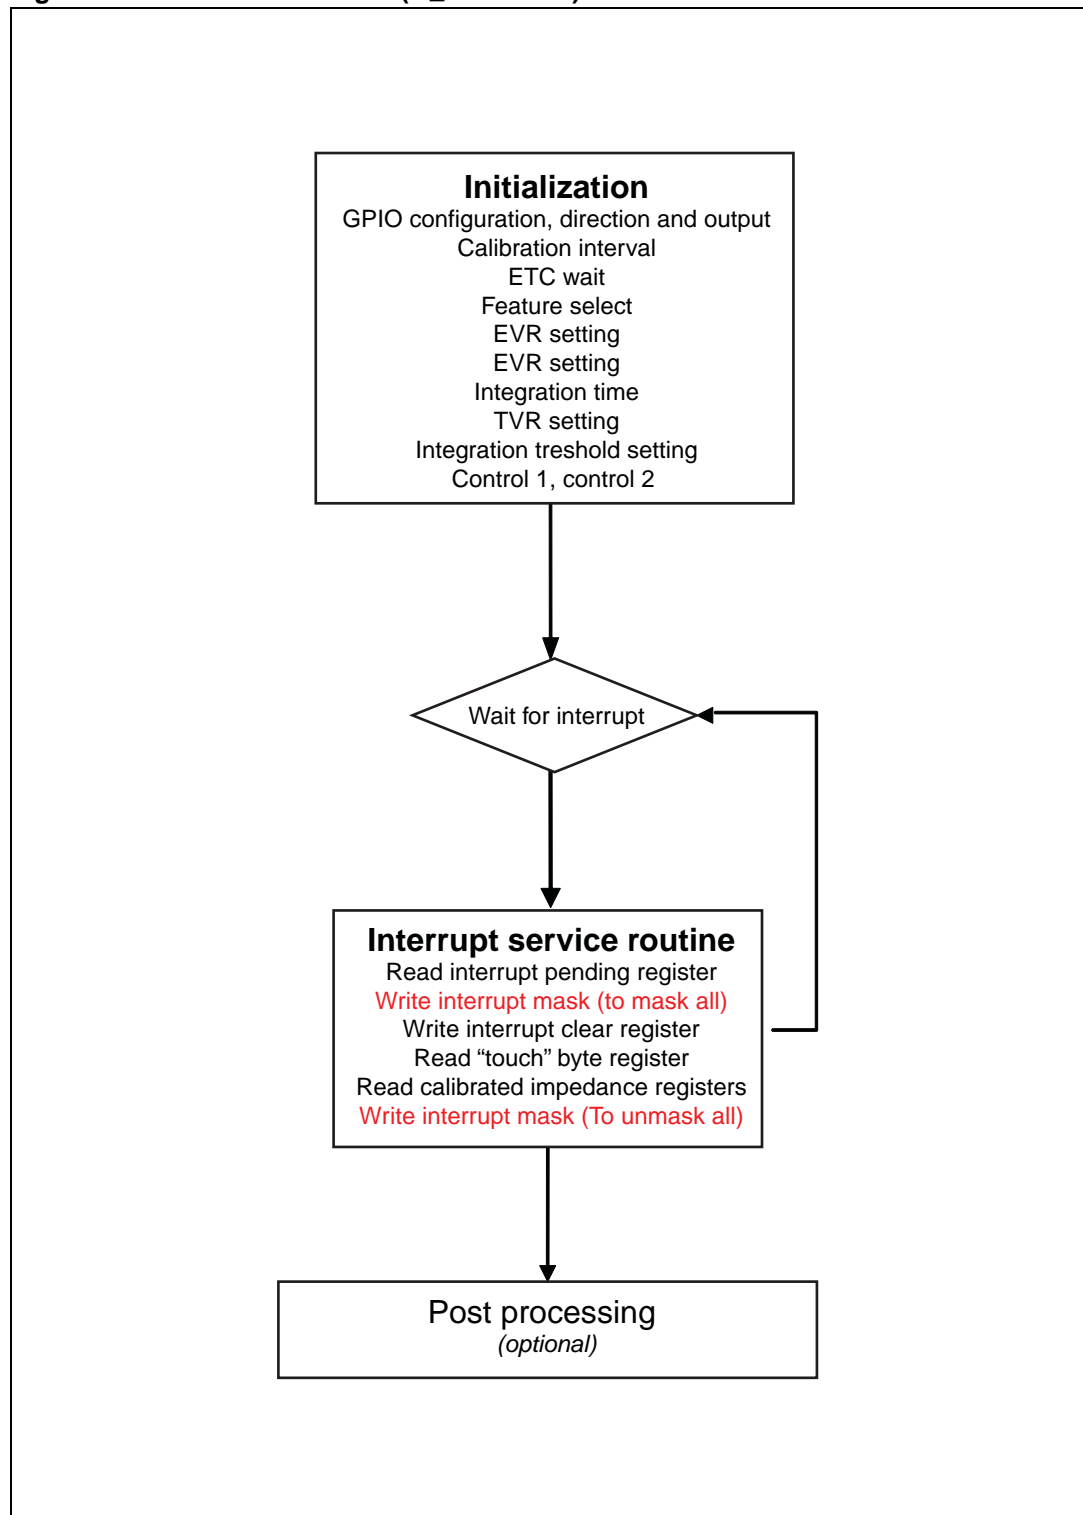 Initialization
GPIO configuration, direction and output
Calibration interval
ETC wait
Feature select
EVR setting
EVR setting
Integration time
TVR setting
Integration treshold setting
Control 1, control 2
Wait for interrupt
Interrupt service routine
Read interrupt pending register
Write interrupt mask (to mask all)
Write interrupt clear register
Read “touch” byte register
Read calibrated impedance registers
Write interrupt mask (To unmask all)
Post processing
(optional)